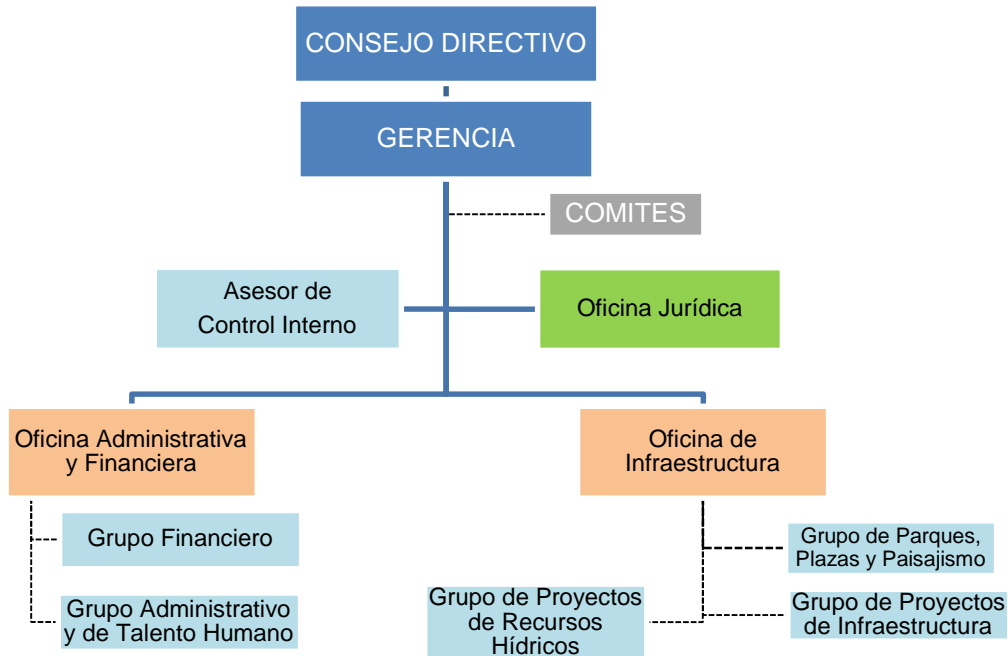 CONSEJO DIRECTIVO
GERENCIA
COMITES
Asesor de
Control Interno
Oficina Jurídica
Oficina Administrativa
y Financiera
Oficina de
Infraestructura
Grupo Financiero
Grupo Administrativo
y de Talento Humano
Grupo de Parques,
Plazas y Paisajismo
Grupo de Proyectos
de Recursos
Hídricos
Grupo de Proyectos
de Infraestructura